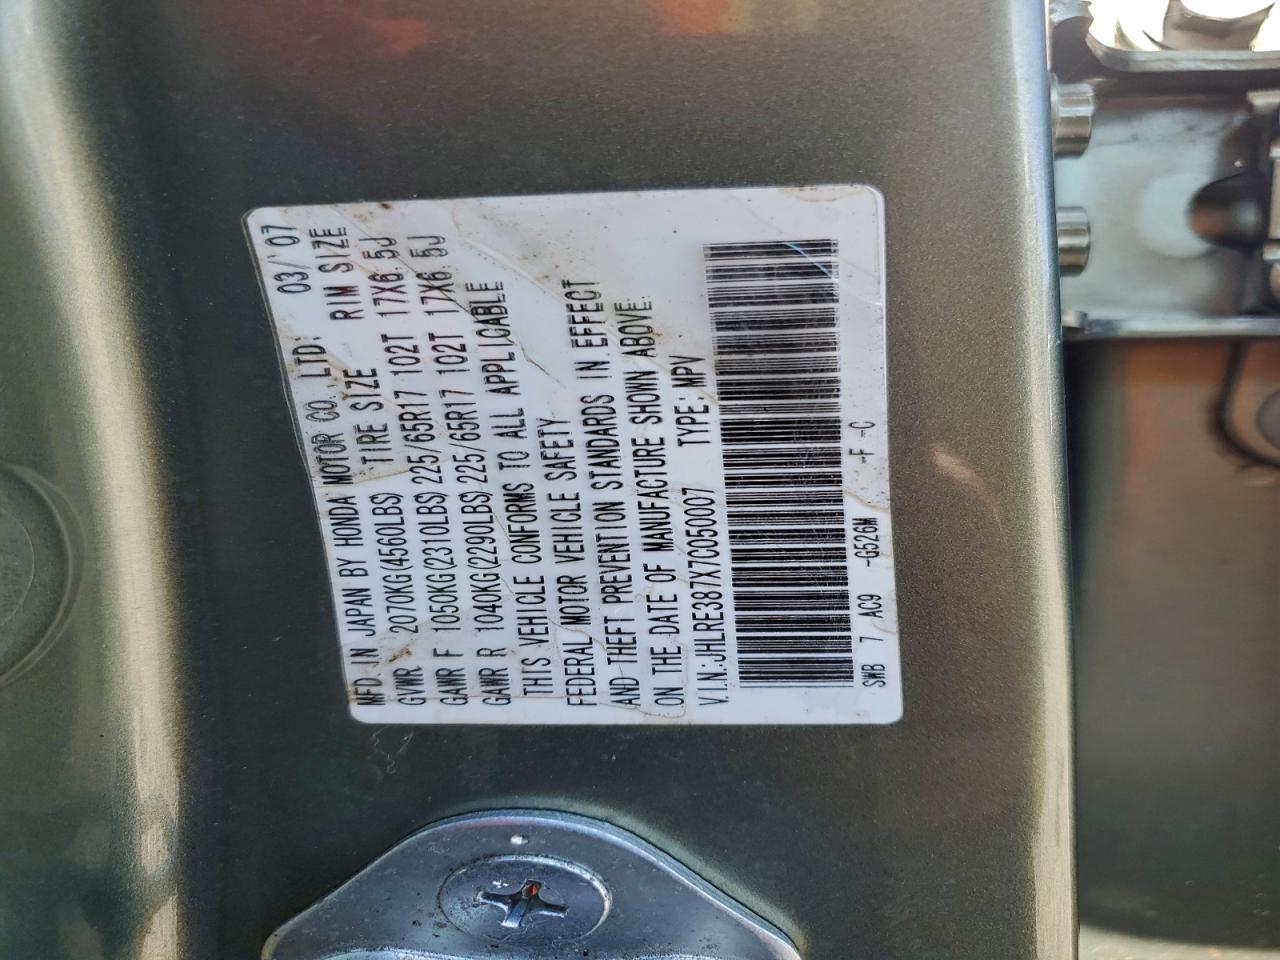 MFD. IN JAPAN BY HONDA MOTOR CO. LTD: 03/'07
TIRE SIZE RIM SIZE
GVWR 2070KG(4560LBS)
GAWR F 1050KG(2310LBS) 225/65R17 102T 17X6.5J
GAWR R 1040KG(2290LBS) 225/65R17 102T 17X6.5J
THIS VEHICLE CONFORMS TO ALL APPLICABLE
FEDERAL MOTOR VEHICLE SAFETY
AND THEFT PREVENTION STANDARDS IN EFFECT
ON THE DATE OF MANUFACTURE SHOWN ABOVE.
V.I.N.:JHLRE387X7C050007 TYPE: MPV
SWB 7 AC9 -G526M -F -C